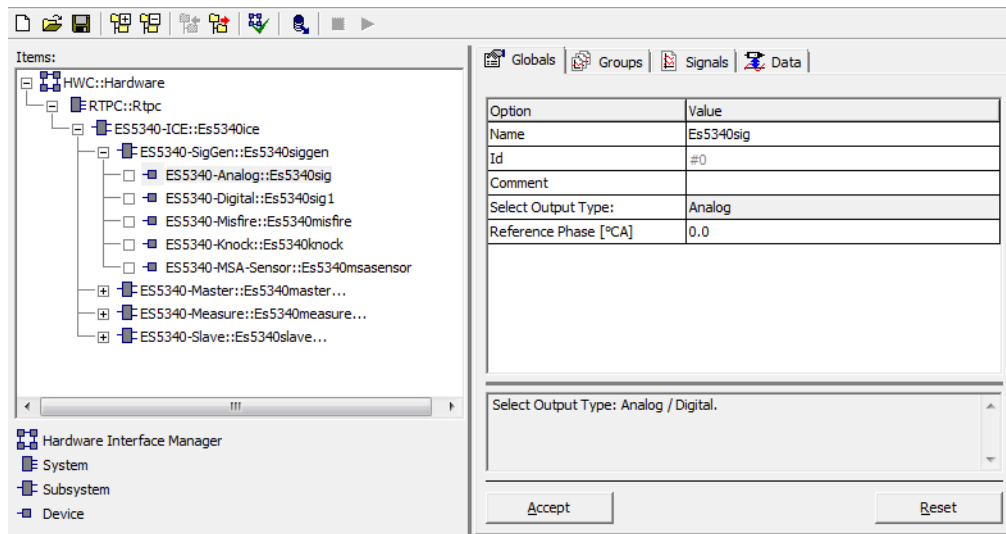 Items:
HWC::Hardware
RTPC::Rtpc
ES5340-ICE::Es5340ice
ES5340-SigGen::Es5340siggen
ES5340-Analog::Es5340sig
ES5340-Digital::Es5340sig1
ES5340-Misfire::Es5340misfire
ES5340-Knock::Es5340knock
ES5340-MSA-Sensor::Es5340msasensor
ES5340-Master::Es5340master...
ES5340-Measure::Es5340measure...
ES5340-Slave::Es5340slave...
Hardware Interface Manager
System
Subsystem
Device
Globals Groups Signals Data
Option Value
Name Es5340sig
Id #0
Comment
Select Output Type: Analog
Reference Phase [°CA] 0.0
Select Output Type: Analog / Digital.
Accept Reset